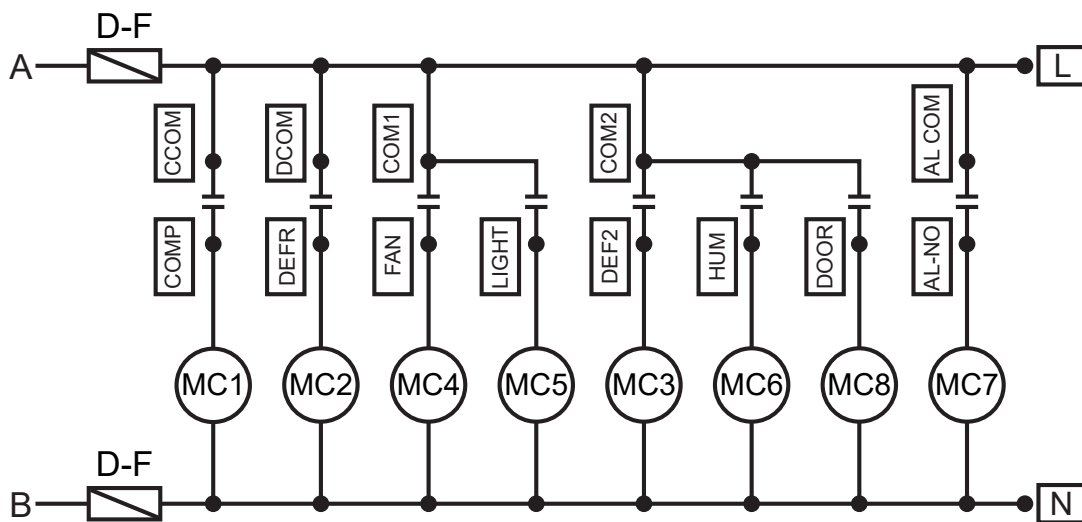 D-F
A
L
CCOM
DCOM
COM1
COM2
AL COM
COMP
DEFR
FAN
LIGHT
DEF2
HUM
DOOR
AL-NO
MC1
MC2
MC4
MC5
MC3
MC6
MC8
MC7
D-F
B
N